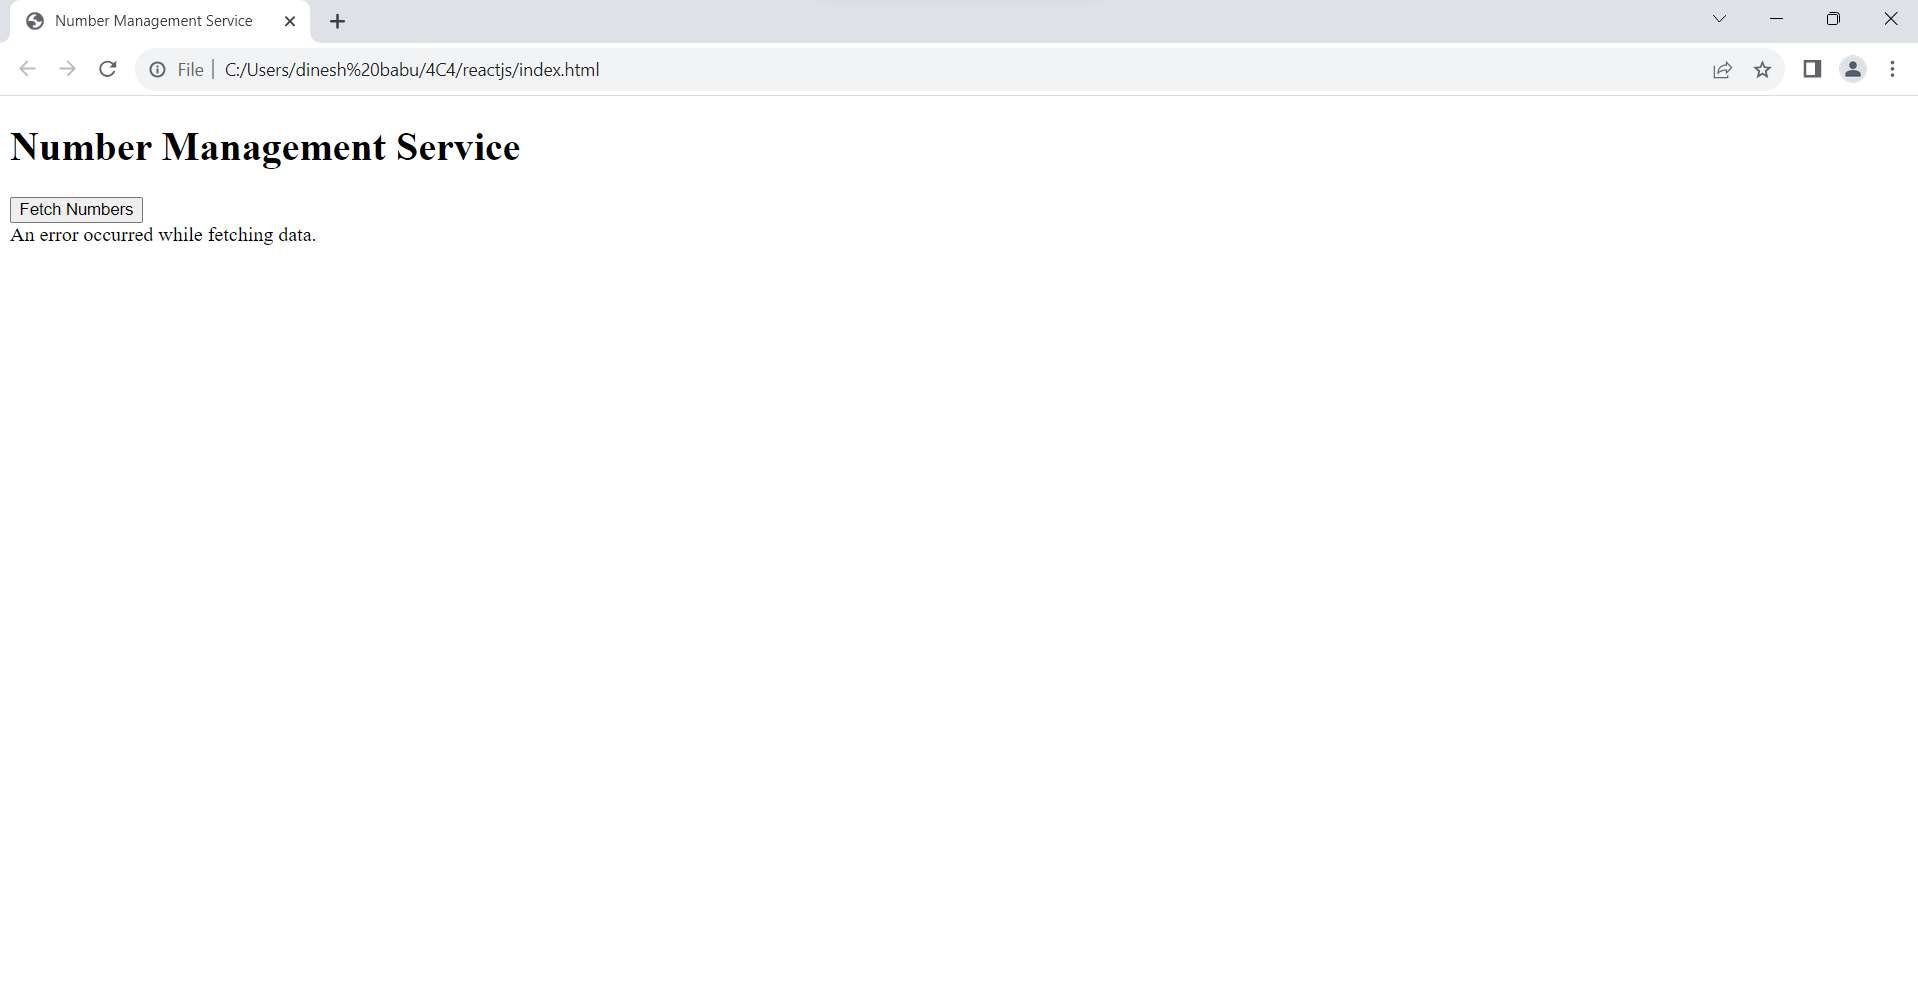 Number Management Service
File | C:/Users/dinesh%20babu/4C4/reactjs/index.html
Number Management Service
Fetch Numbers
An error occurred while fetching data.